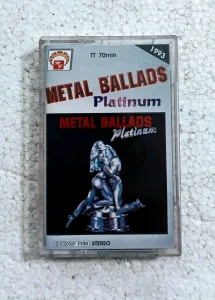 TT 70min
1993
METAL BALLADS
Platinum
METAL BALLADS
Platinum
STEREO